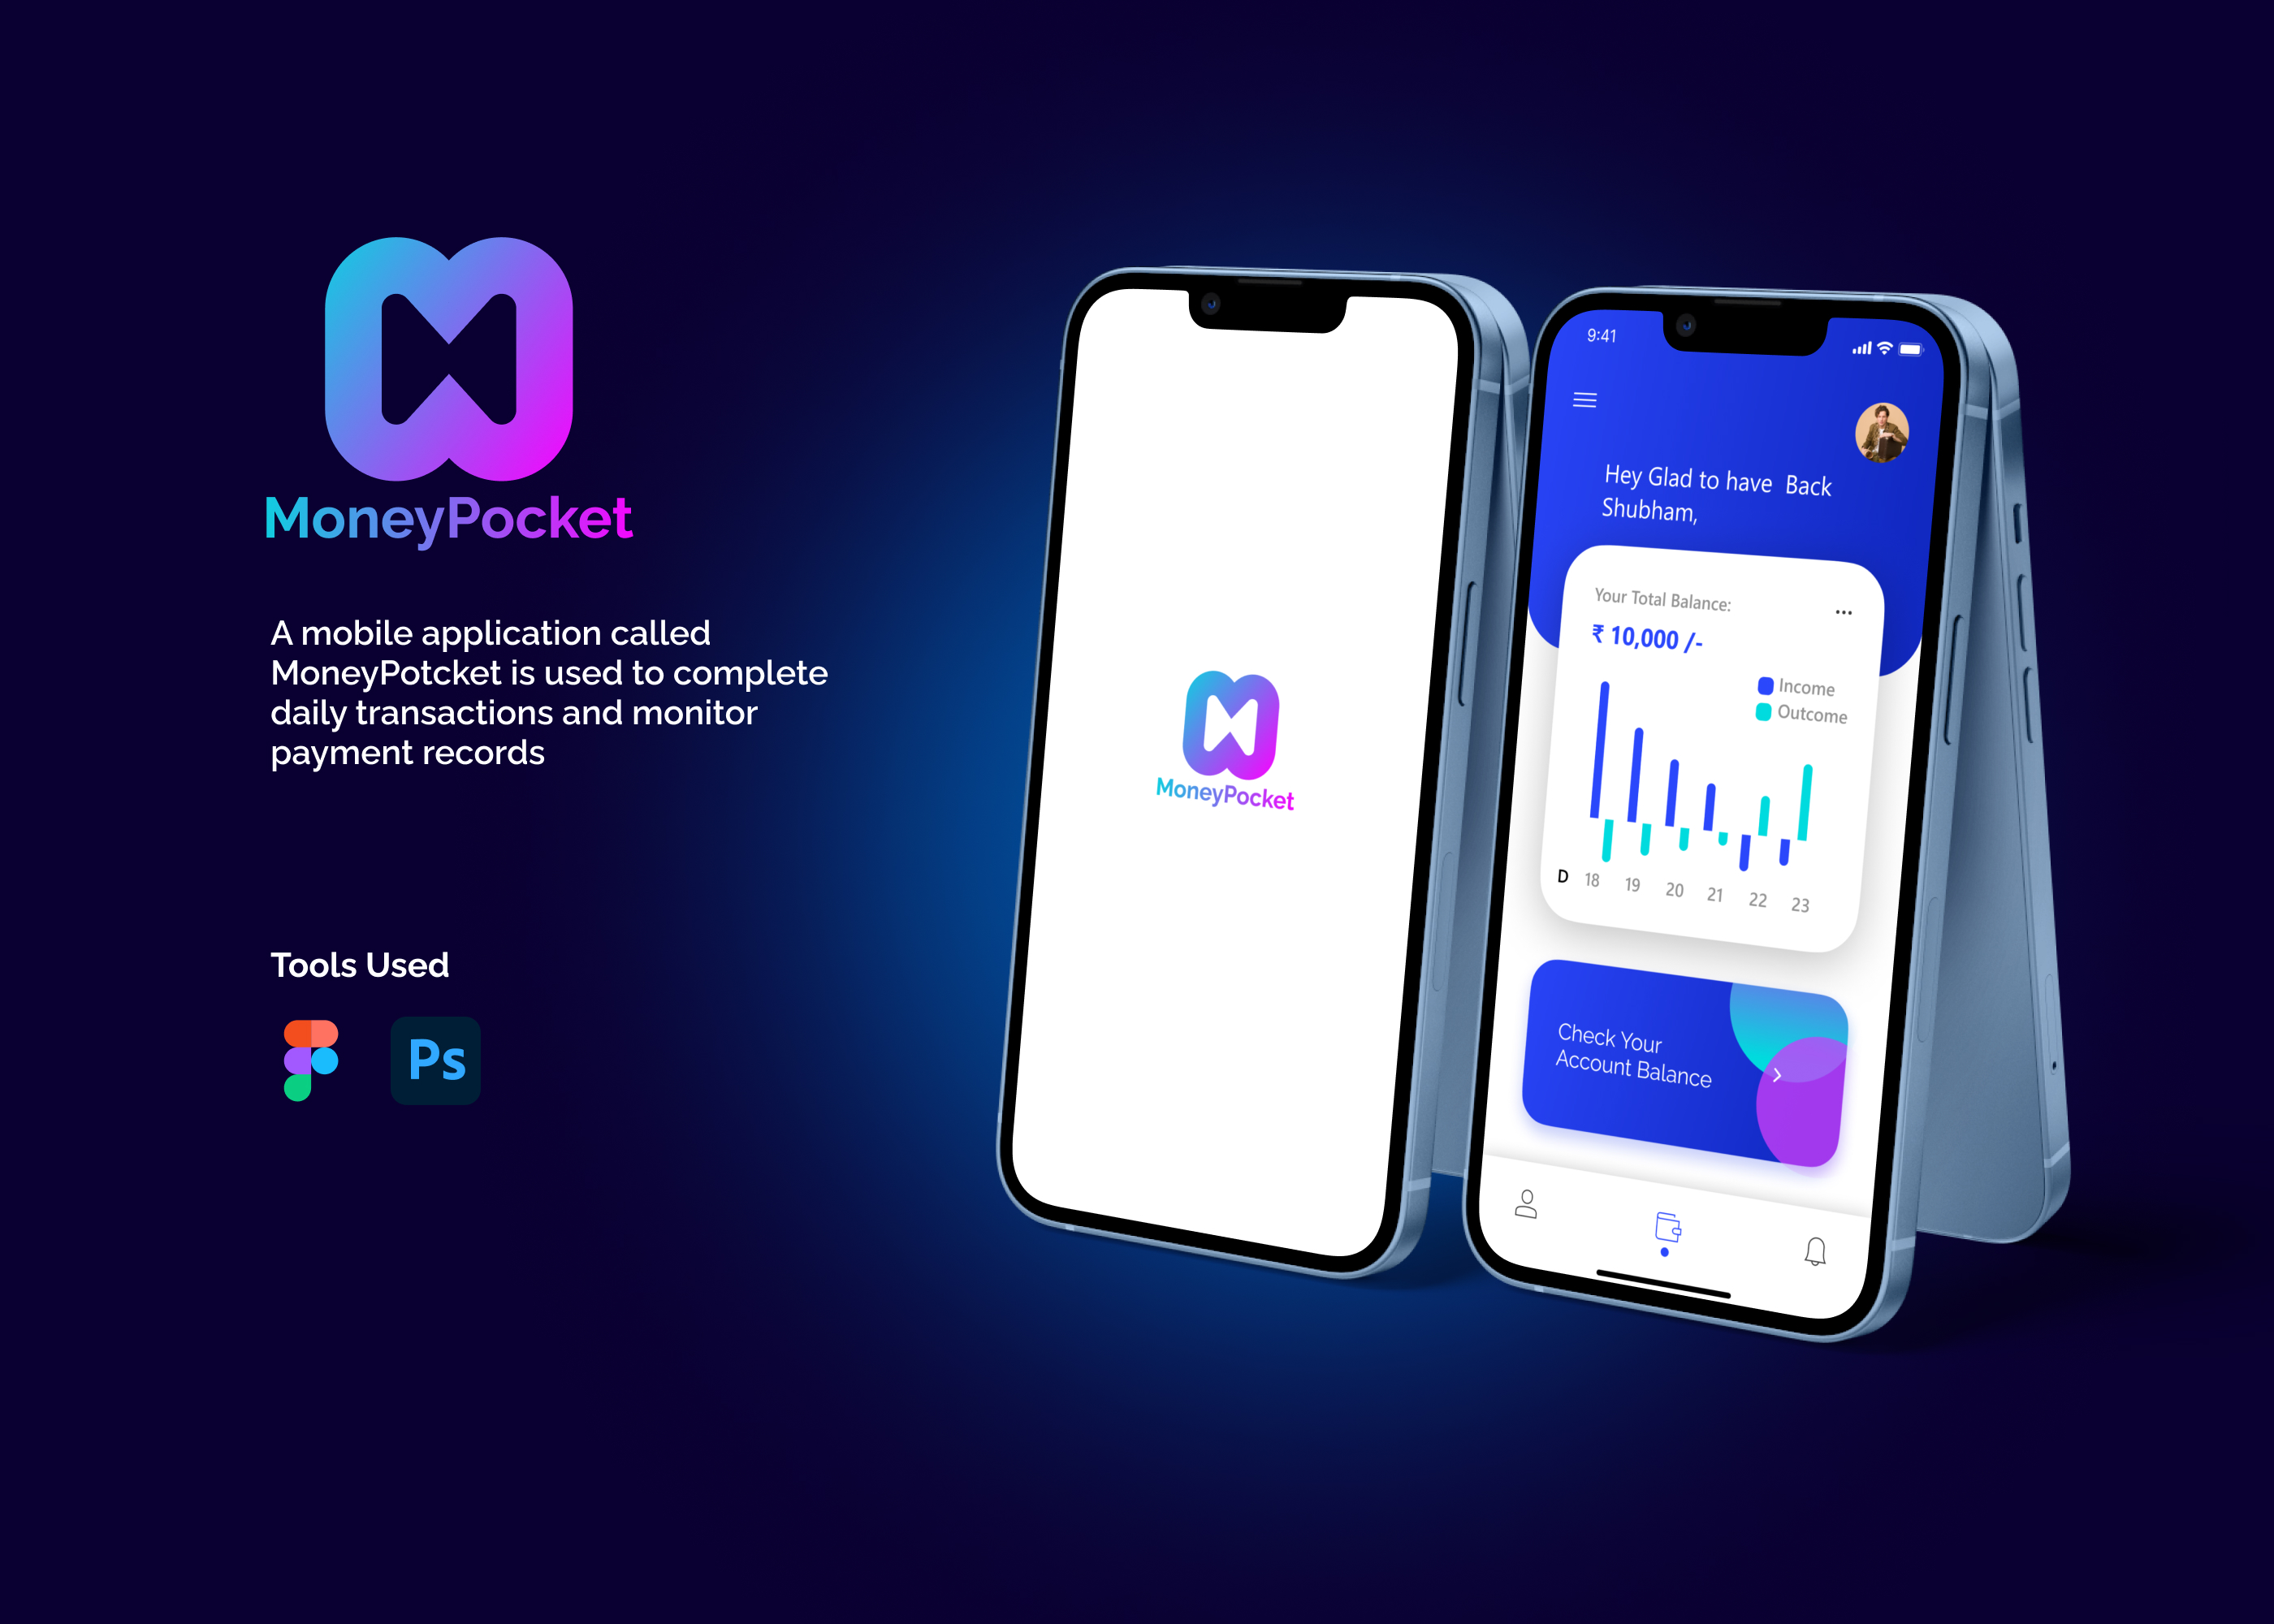 MoneyPocket
A mobile application called
MoneyPotcket is used to complete
daily transactions and monitor
payment records
Tools Used
Ps
MoneyPocket
9:41
Hey Glad to have  Back
Shubham,
Your Total Balance:
₹ 10,000 /-
Income
Outcome
D 18 19 20 21 22 23
Check Your
Account Balance